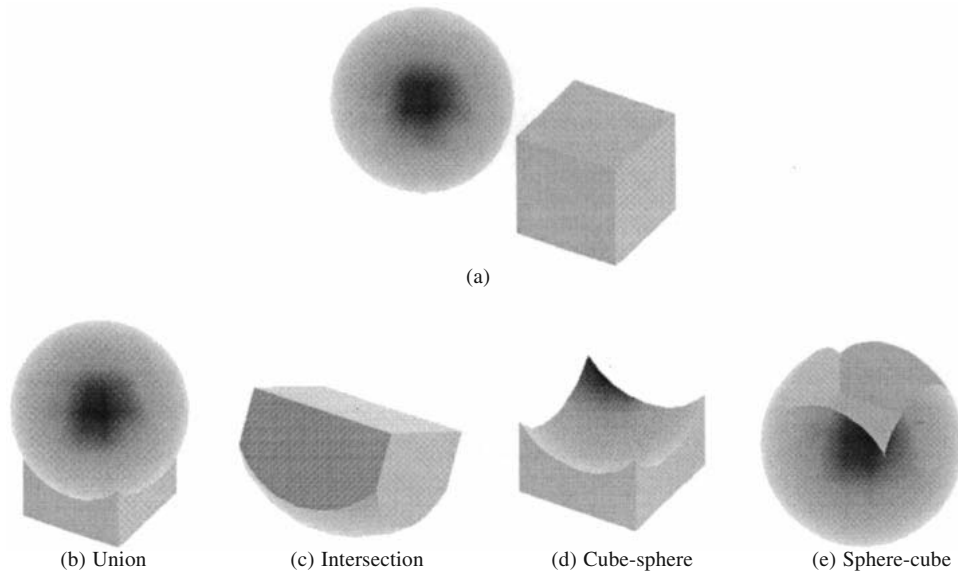 (a)
(b) Union
(c) Intersection
(d) Cube-sphere
(e) Sphere-cube